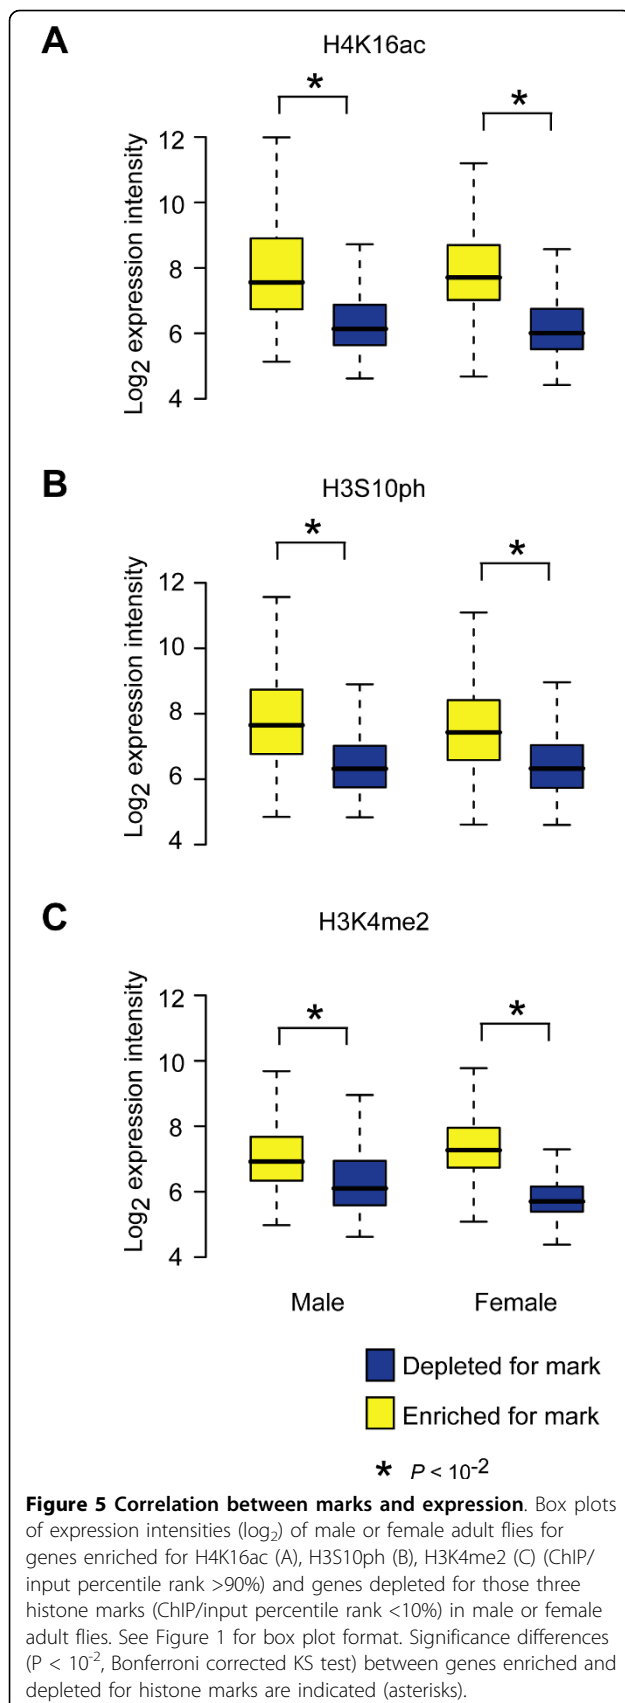 A
H4K16ac
*
*
Log2 expression intensity
12
10
8
6
4
B
H3S10ph
*
*
Log2 expression intensity
12
10
8
6
4
C
H3K4me2
*
*
Log2 expression intensity
12
10
8
6
4
Male Female
Depleted for mark
Enriched for mark
* P < 10-2
Figure 5 Correlation between marks and expression. Box plots
of expression intensities (log2) of male or female adult flies for
genes enriched for H4K16ac (A), H3S10ph (B), H3K4me2 (C) (ChIP/
input percentile rank >90%) and genes depleted for those three
histone marks (ChIP/input percentile rank <10%) in male or female
adult flies. See Figure 1 for box plot format. Significance differences
(P < 10-2, Bonferroni corrected KS test) between genes enriched and
depleted for histone marks are indicated (asterisks).